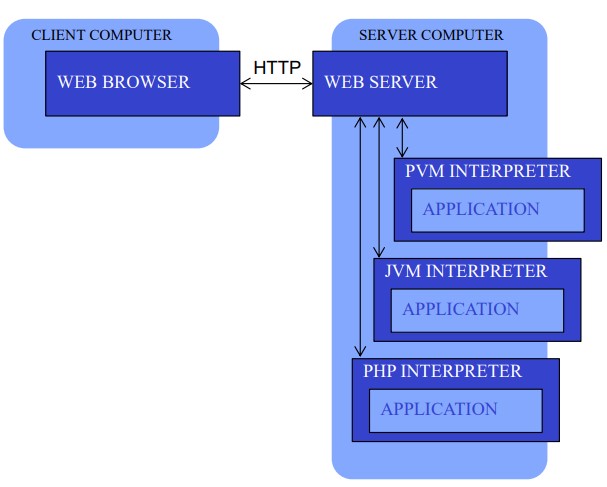 CLIENT COMPUTER
SERVER COMPUTER
WEB BROWSER
HTTP
WEB SERVER
PVM INTERPRETER
APPLICATION
JVM INTERPRETER
APPLICATION
PHP INTERPRETER
APPLICATION